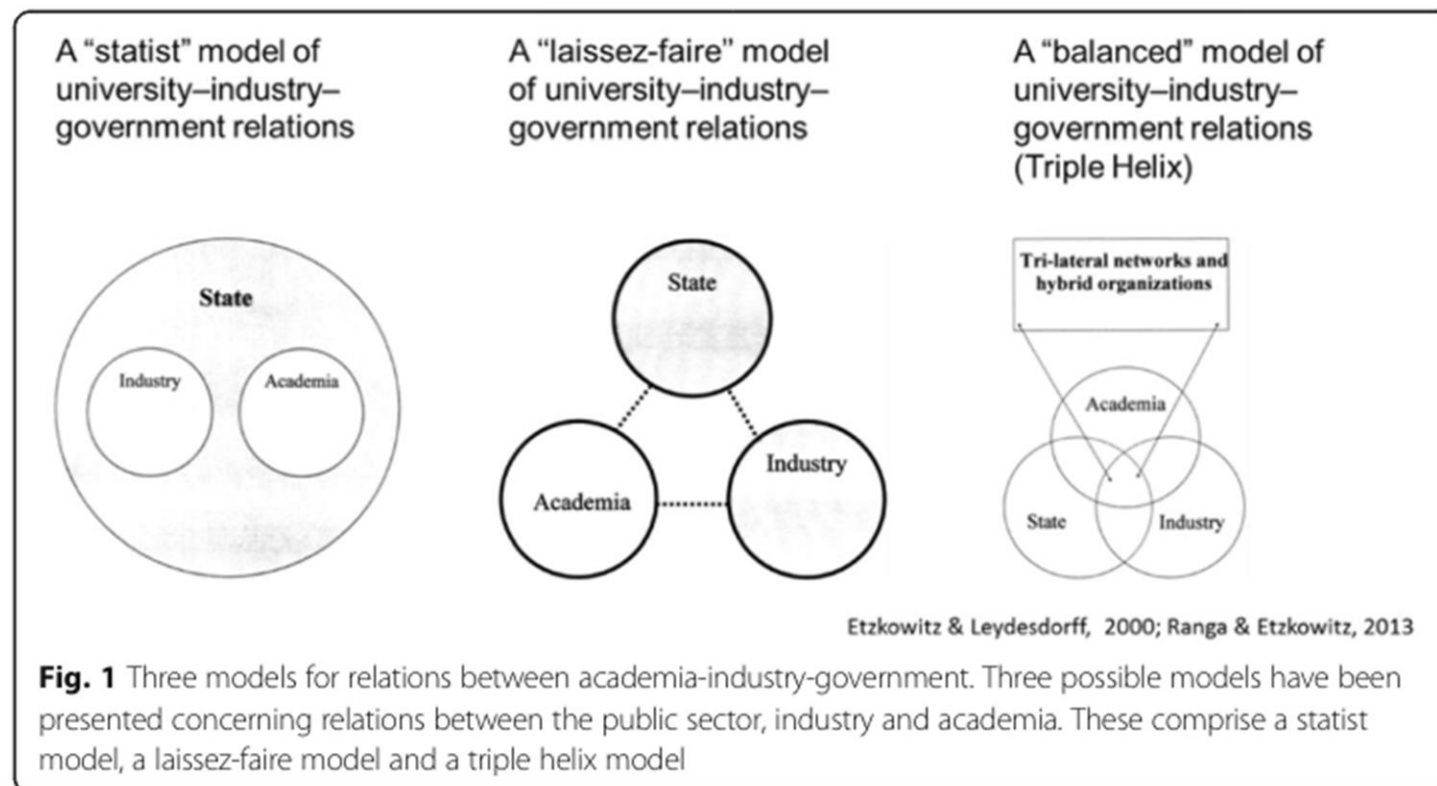 A “statist” model of
university–industry–
government relations
A “laissez-faire” model
of university–industry–
government relations
A “balanced” model of
university–industry–
government relations
(Triple Helix)
State
Industry
Academia
State
Academia
Industry
Tri-lateral networks and
hybrid organizations
Academia
State
Industry
Etzkowitz & Leydesdorff, 2000; Ranga & Etzkowitz, 2013
Fig. 1 Three models for relations between academia-industry-government. Three possible models have been
presented concerning relations between the public sector, industry and academia. These comprise a statist
model, a laissez-faire model and a triple helix model